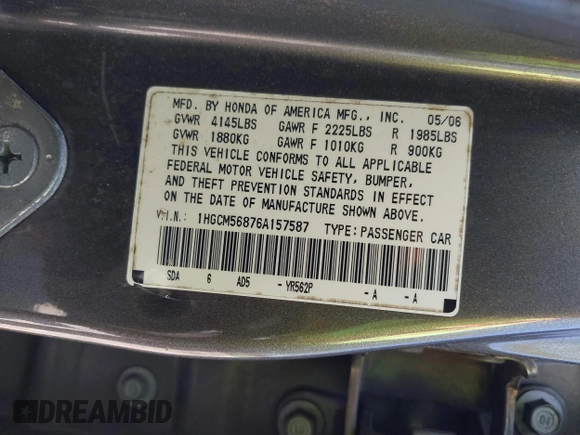 MFD. BY HONDA OF AMERICA MFG., INC. 05/06
GVWR 4145LBS GAWR F 2225LBS R 1985LBS
GVWR 1880KG GAWR F 1010KG R 900KG
THIS VEHICLE CONFORMS TO ALL APPLICABLE
FEDERAL MOTOR VEHICLE SAFETY, BUMPER,
AND THEFT PREVENTION STANDARDS IN EFFECT
ON THE DATE OF MANUFACTURE SHOWN ABOVE.
V.I.N.: 1HGCM56876A157587 TYPE:PASSENGER CAR
SDA 6 AD5 -YR562P -A -A
DREAMBID